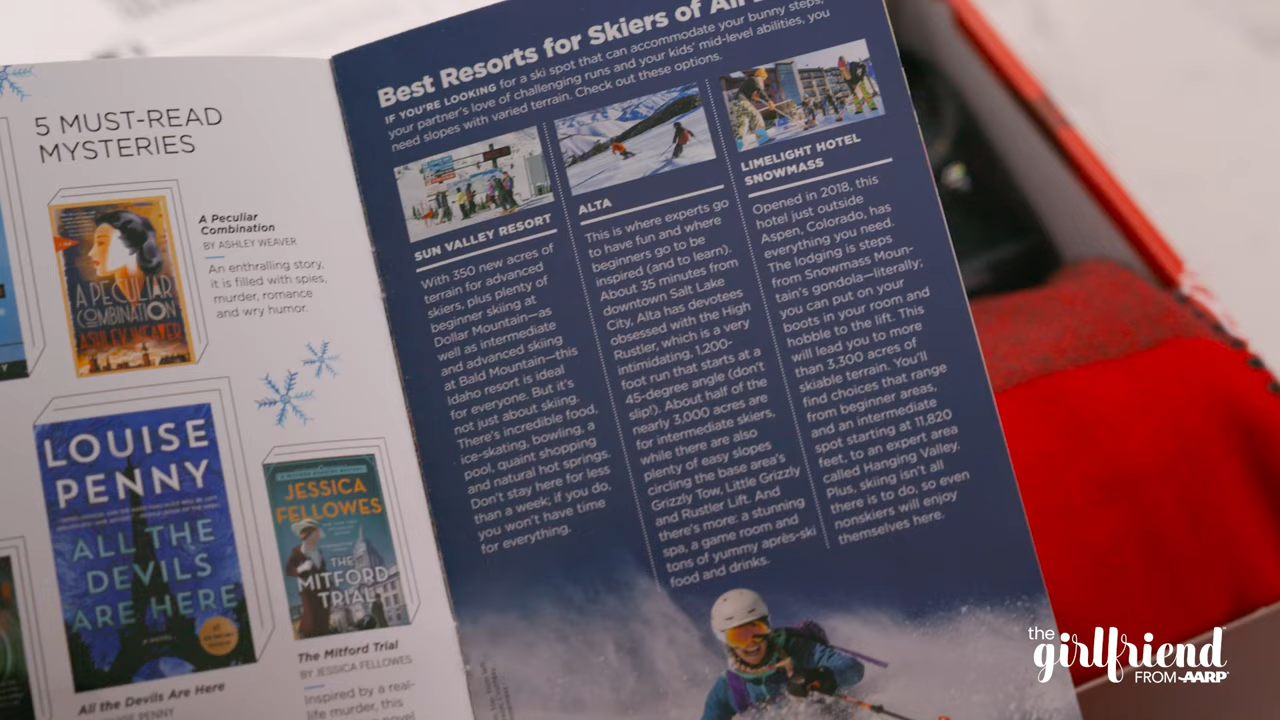 5 MUST-READ
MYSTERIES
A PECULIAR
COMBINATION
ASHLEY WEAVER
A Peculiar
Combination
BY ASHLEY WEAVER
An enthralling story,
it is filled with spies,
murder, romance
and wry humor.
LOUISE
PENNY
ALL THE
DEVILS
ARE HERE
A NOVEL
All the Devils Are Here
PENNY
JESSICA
FELLOWES
THE
MITFORD
TRIAL
The Mitford Trial
BY JESSICA FELLOWES
Inspired by a real-
life murder, this
Best Resorts for Skiers of All
IF YOU'RE LOOKING for a ski spot that can accommodate your bunny steps,
your partner's love of challenging runs and your kids' mid-level abilities, you
need slopes with varied terrain. Check out these options.
SUN VALLEY RESORT
With 350 new acres of
terrain for advanced
skiers, plus plenty of
beginner skiing at
Dollar Mountain—as
well as intermediate
and advanced skiing
at Bald Mountain—this
Idaho resort is ideal
for everyone. But it's
not just about skiing.
There's incredible food,
ice-skating, bowling, a
pool, quaint shopping
and natural hot springs.
Don't stay here for less
than a week; if you do,
you won't have time
for everything.
ALTA
This is where experts go
to have fun and where
beginners go to be
inspired (and to learn).
About 35 minutes from
downtown Salt Lake
City, Alta has devotees
obsessed with the High
Rustler, which is a very
intimidating, 1,200-
foot run that starts at a
45-degree angle (don't
slip!). About half of the
nearly 3,000 acres are
for intermediate skiers,
while there are also
plenty of easy slopes
circling the base area's
Grizzly Tow, Little Grizzly
and Rustler Lift. And
there's more: a stunning
spa, a game room and
tons of yummy après-ski
food and drinks.
LIMELIGHT HOTEL
SNOWMASS
Opened in 2018, this
hotel just outside
Aspen, Colorado, has
everything you need.
The lodging is steps
from Snowmass Moun-
tain's gondola—literally;
you can put on your
boots in your room and
hobble to the lift. This
will lead you to more
than 3,300 acres of
skiable terrain. You'll
find choices that range
from beginner areas,
and an intermediate
spot starting at 11,820
feet, to an expert area
called Hanging Valley.
Plus, skiing isn't all
there is to do, so even
nonskiers will enjoy
themselves here.
the
girlfriend
FROM AARP